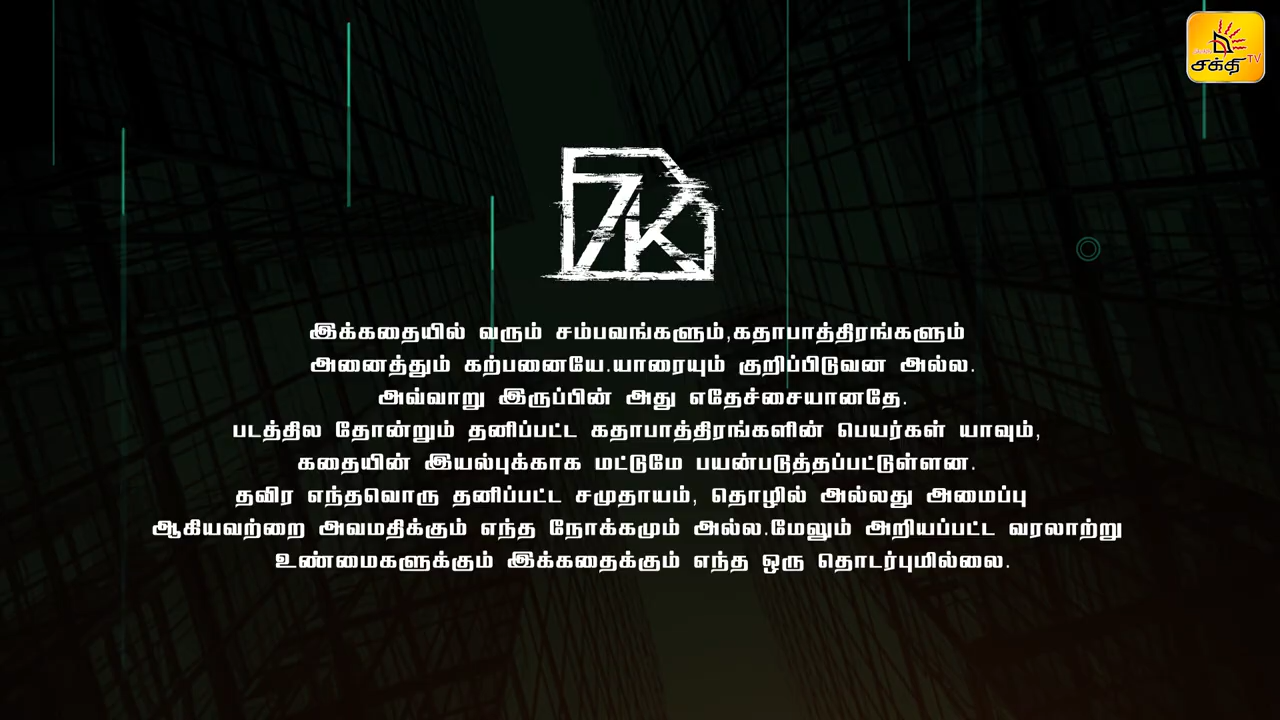 சக்தி TV
7K
இக்கதையில் வரும் சம்பவங்களும்,கதாபாத்திரங்களும்
அனைத்தும் கற்பனையே.யாரையும் குறிப்பிடுவன அல்ல.
அவ்வாறு இருப்பின் அது எதேச்சையானதே.
படத்தில தோன்றும் தனிப்பட்ட கதாபாத்திரங்களின் பெயர்கள் யாவும்,
கதையின் இயல்புக்காக மட்டுமே பயன்படுத்தப்பட்டுள்ளன.
தவிர எந்தவொரு தனிப்பட்ட சமுதாயம், தொழில் அல்லது அமைப்பு
ஆகியவற்றை அவமதிக்கும் எந்த நோக்கமும் அல்ல.மேலும் அறியப்பட்ட வரலாற்று
உண்மைகளுக்கும் இக்கதைக்கும் எந்த ஒரு தொடர்புமில்லை.